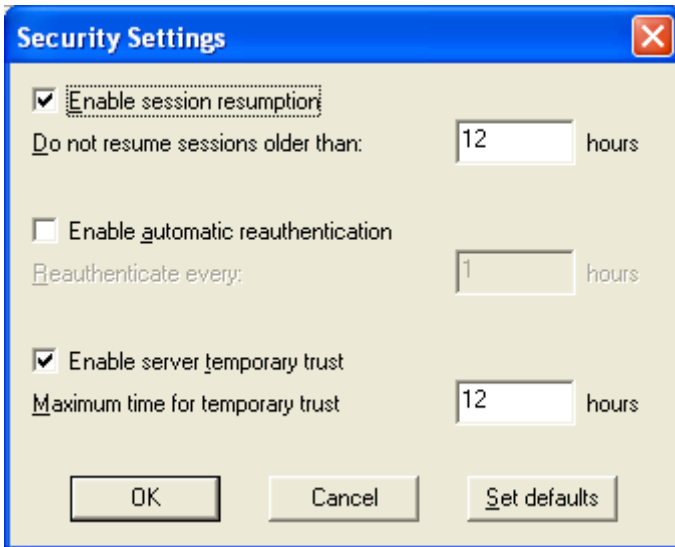 Security Settings
Enable session resumption
Do not resume sessions older than: 12 hours
Enable automatic reauthentication
Reauthenticate every: 1 hours
Enable server temporary trust
Maximum time for temporary trust 12 hours
OK Cancel Set defaults